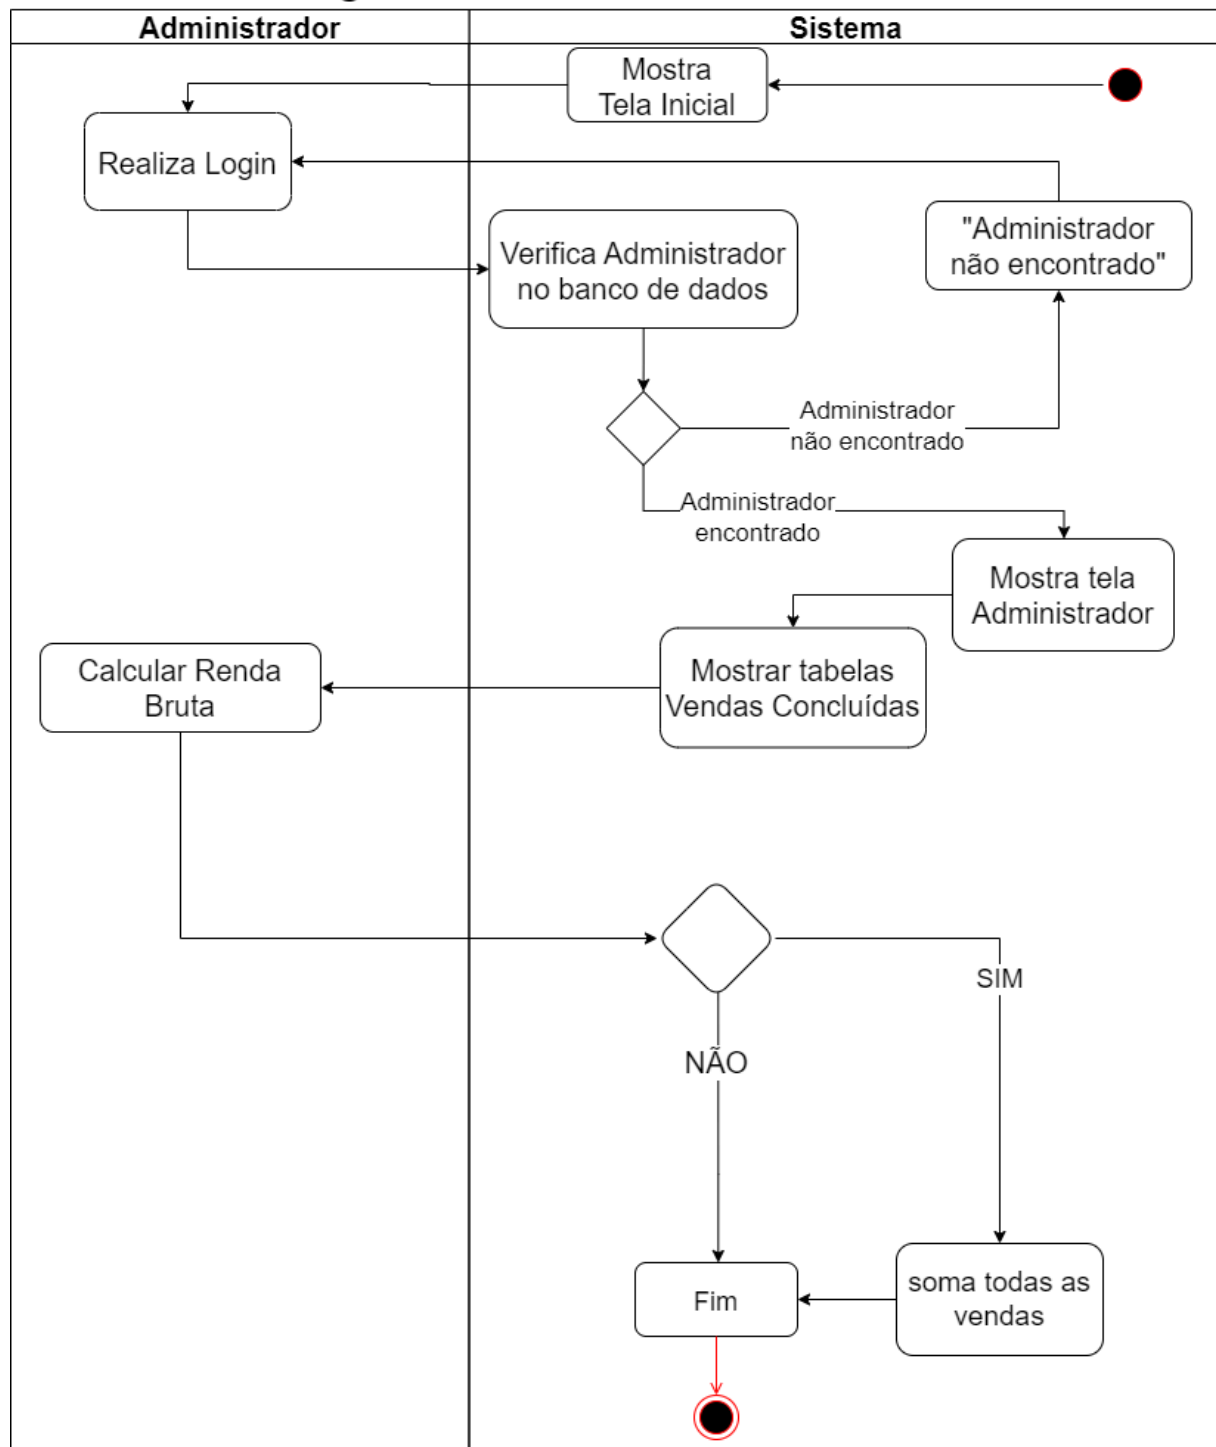 Administrador
Sistema
Mostra
Tela Inicial
Realiza Login
"Administrador
não encontrado"
Verifica Administrador
no banco de dados
Administrador
não encontrado
Administrador
encontrado
Mostra tela
Administrador
Mostrar tabelas
Vendas Concluídas
Calcular Renda
Bruta
SIM
NÃO
soma todas as
vendas
Fim